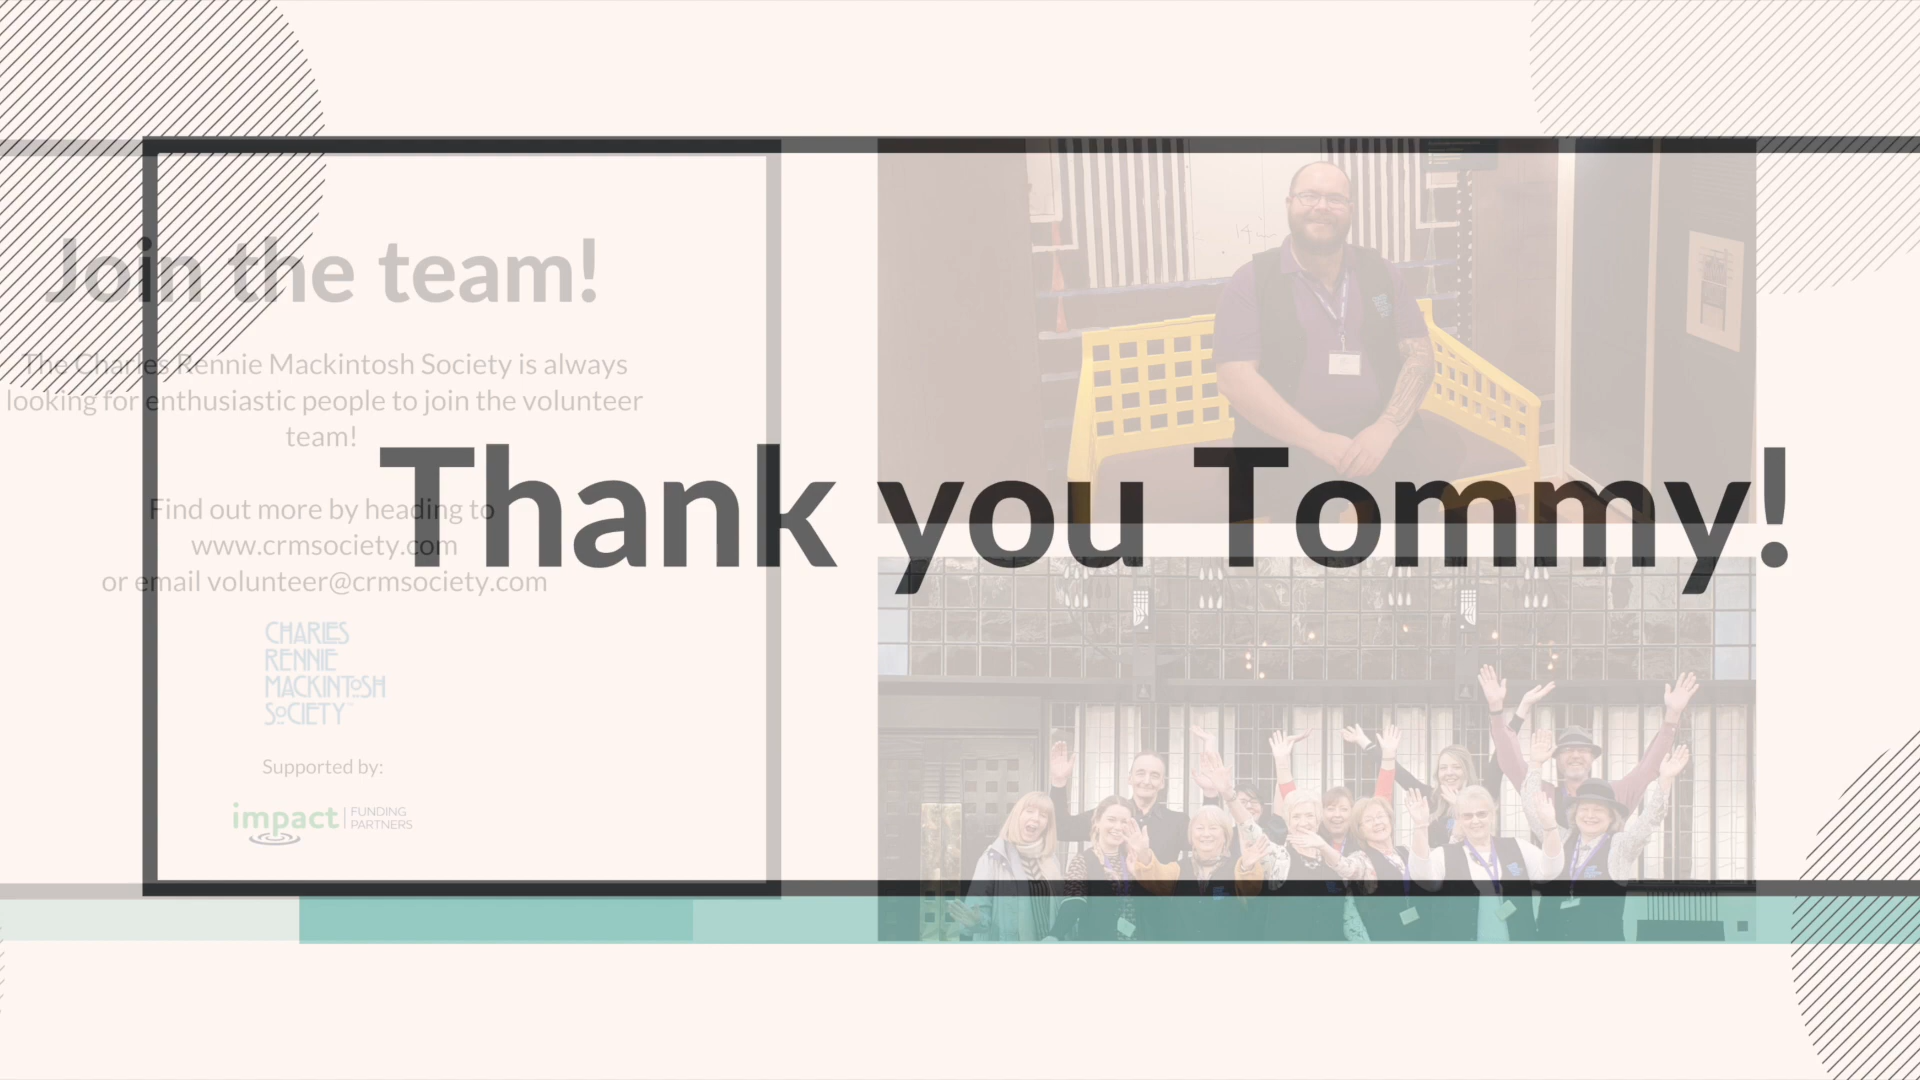 Join the team!
The Charles Rennie Mackintosh Society is always
looking for enthusiastic people to join the volunteer
team!
Thank you Tommy!
Find out more by heading to
www.crmsociety.com
or email volunteer@crmsociety.com
CHARLES
RENNIE
MACKINTOSH
SOCIETY
Supported by:
impact FUNDING
PARTNERS
14